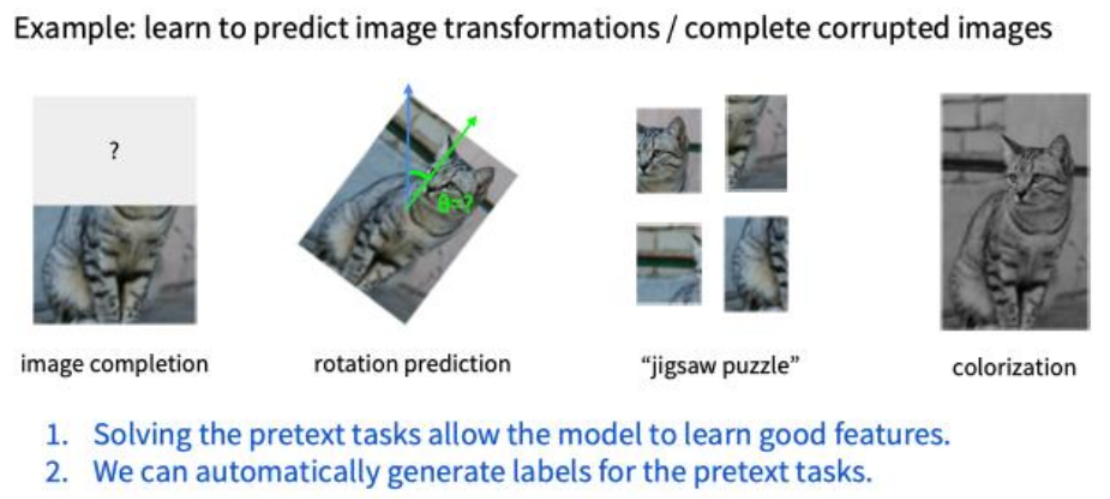 Example: learn to predict image transformations / complete corrupted images
?
θ=?
image completion
rotation prediction
“jigsaw puzzle”
colorization
1. Solving the pretext tasks allow the model to learn good features.
2. We can automatically generate labels for the pretext tasks.